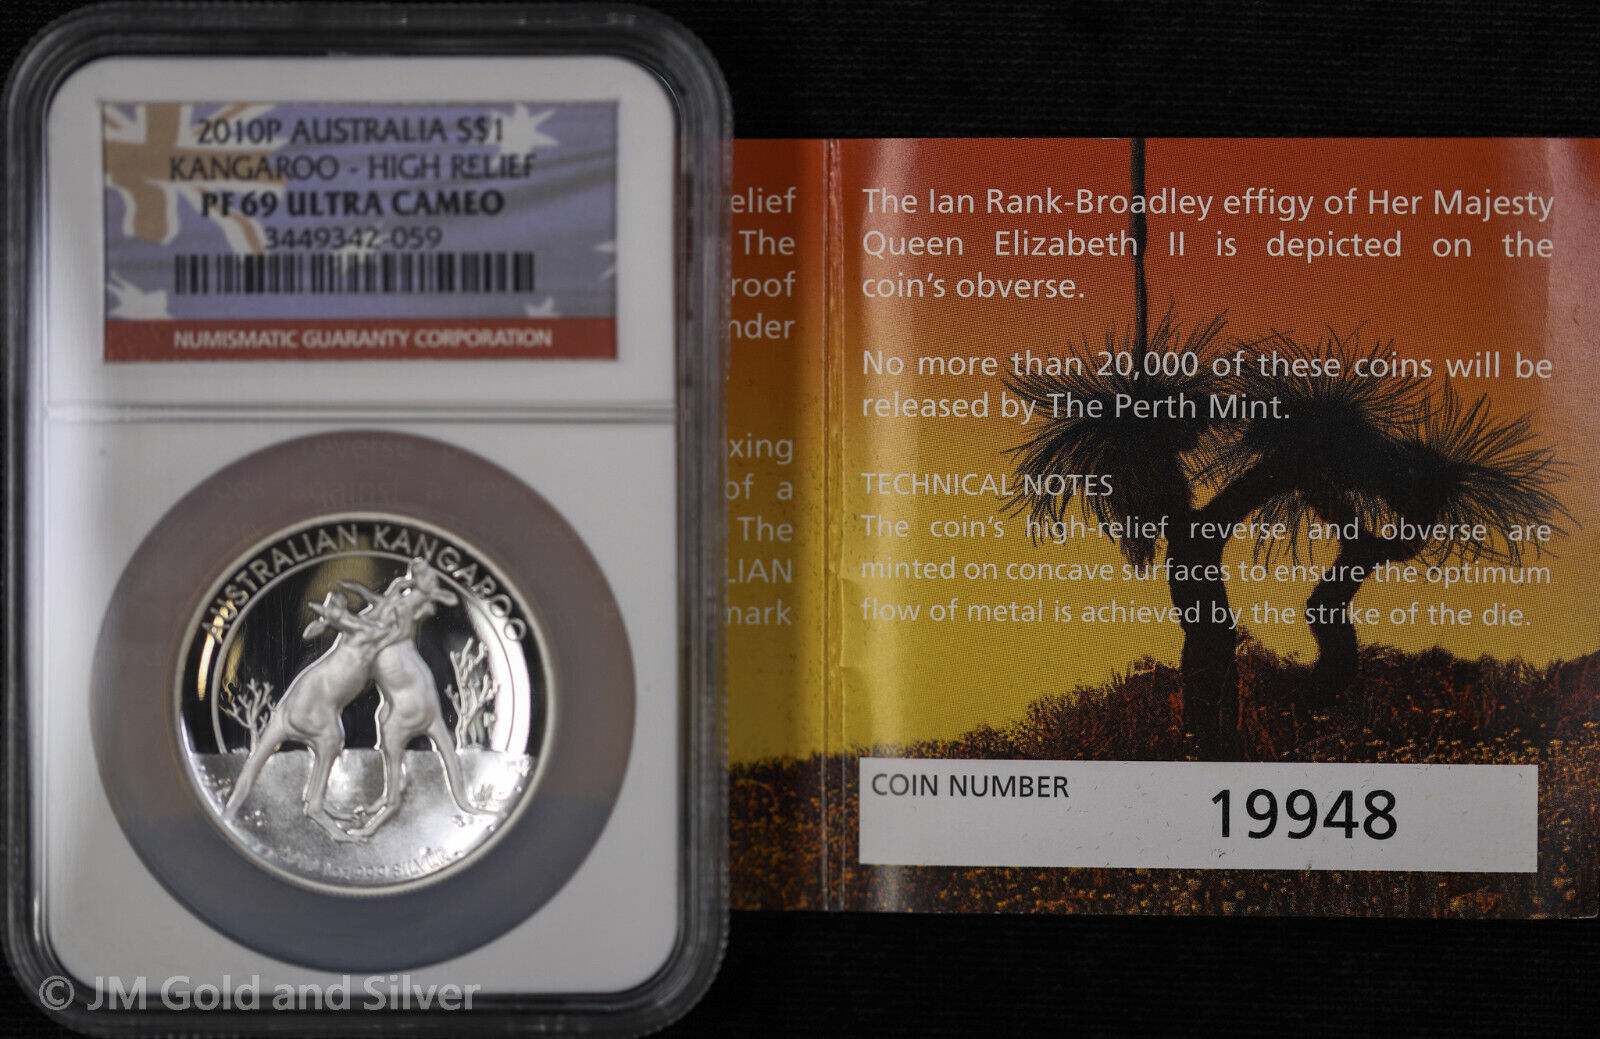 2010P AUSTRALIA S$1
KANGAROO - HIGH RELIEF
PF 69 ULTRA CAMEO
3449342-059
NUMISMATIC GUARANTY CORPORATION
AUSTRALIAN KANGAROO
1oz 999 SILVER
elief
The
roof
nder
xing
of a
The
LIAN
mark
The Ian Rank-Broadley effigy of Her Majesty
Queen Elizabeth II is depicted on the
coin's obverse.
No more than 20,000 of these coins will be
released by The Perth Mint.
TECHNICAL NOTES
The coin's high-relief reverse and obverse are
minted on concave surfaces to ensure the optimum
flow of metal is achieved by the strike of the die.
COIN NUMBER
19948
© JM Gold and Silver